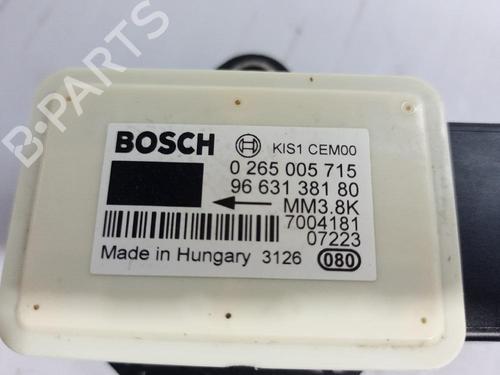 B-PARTS
BOSCH KIS1 CEM00
0 265 005 715
96 631 381 80
MM3.8K
7004181
07223
Made in Hungary 3126 080